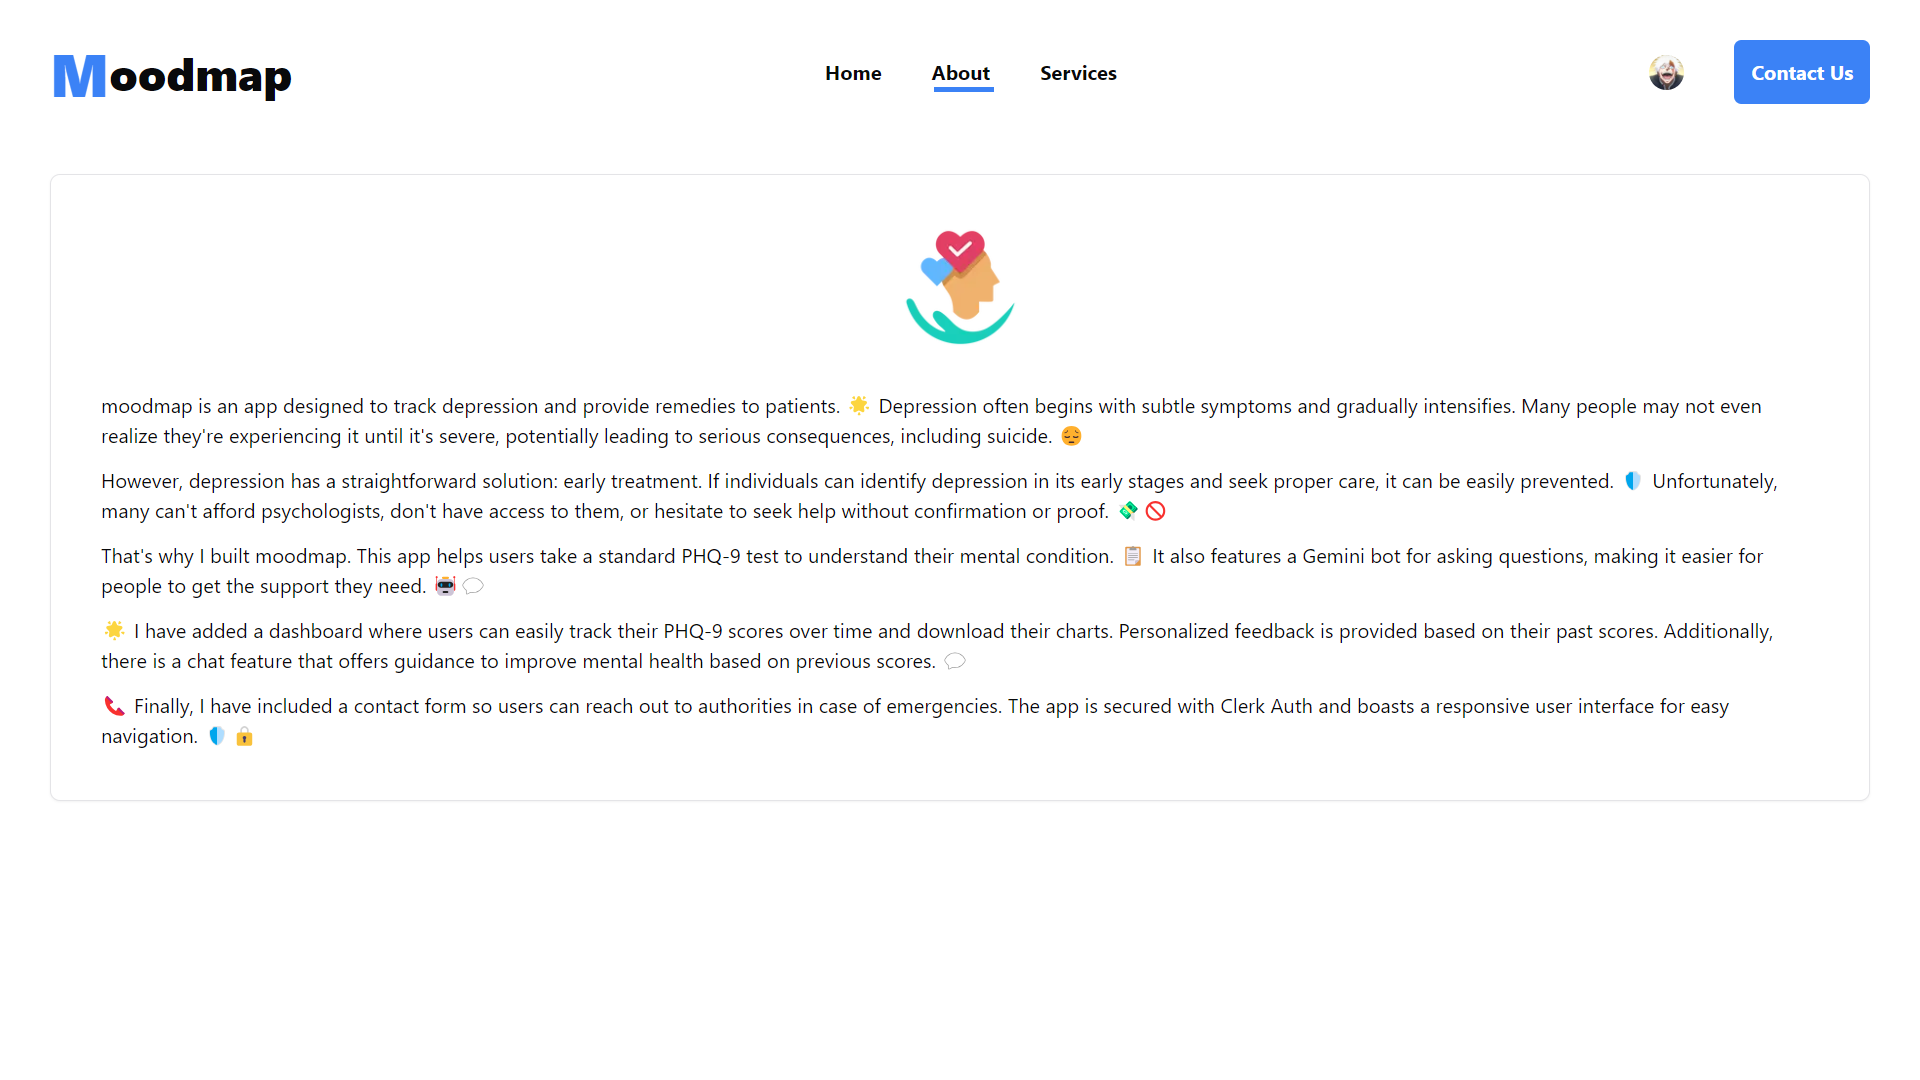 Moodmap
Home
About
Services
Contact Us
moodmap is an app designed to track depression and provide remedies to patients. 🌟 Depression often begins with subtle symptoms and gradually intensifies. Many people may not even
realize they're experiencing it until it's severe, potentially leading to serious consequences, including suicide. 😔
However, depression has a straightforward solution: early treatment. If individuals can identify depression in its early stages and seek proper care, it can be easily prevented. 🛡️ Unfortunately,
many can't afford psychologists, don't have access to them, or hesitate to seek help without confirmation or proof. 💸🚫
That's why I built moodmap. This app helps users take a standard PHQ-9 test to understand their mental condition. 📋 It also features a Gemini bot for asking questions, making it easier for
people to get the support they need. 🤖💬
🌟 I have added a dashboard where users can easily track their PHQ-9 scores over time and download their charts. Personalized feedback is provided based on their past scores. Additionally,
there is a chat feature that offers guidance to improve mental health based on previous scores. 💬
📞 Finally, I have included a contact form so users can reach out to authorities in case of emergencies. The app is secured with Clerk Auth and boasts a responsive user interface for easy
navigation. 🛡️🔒